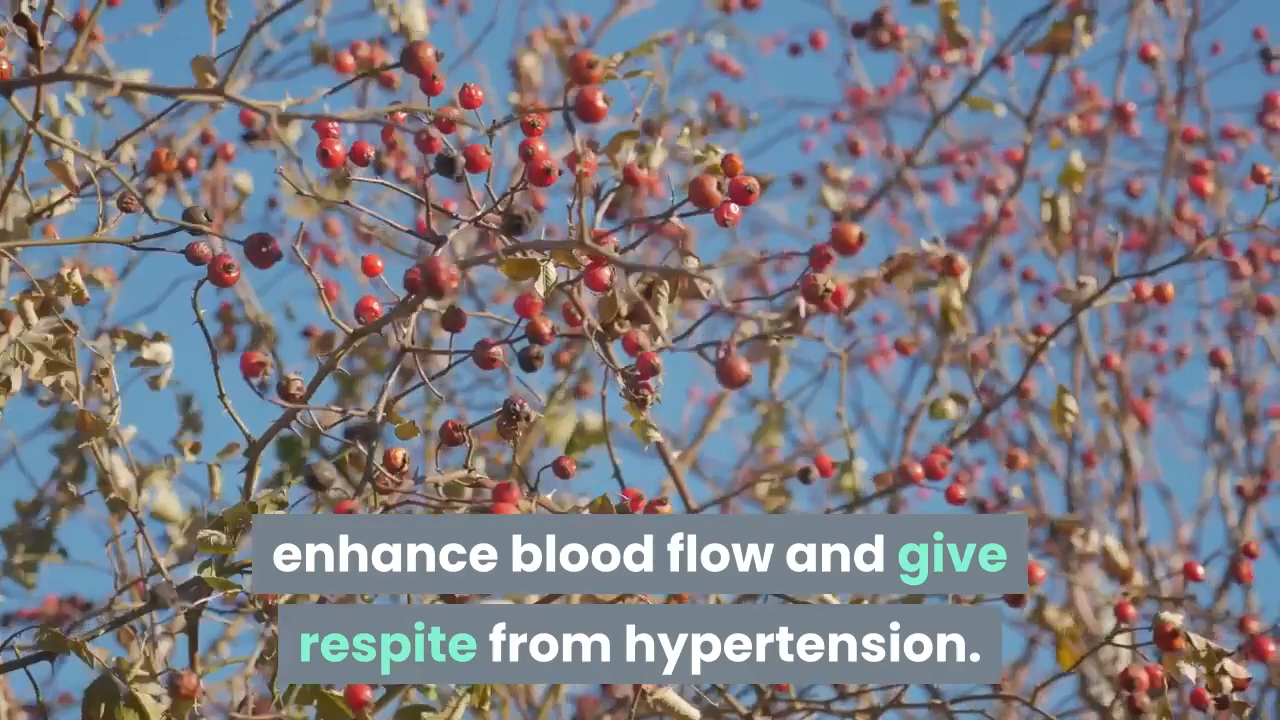 enhance blood flow and give
respite from hypertension.